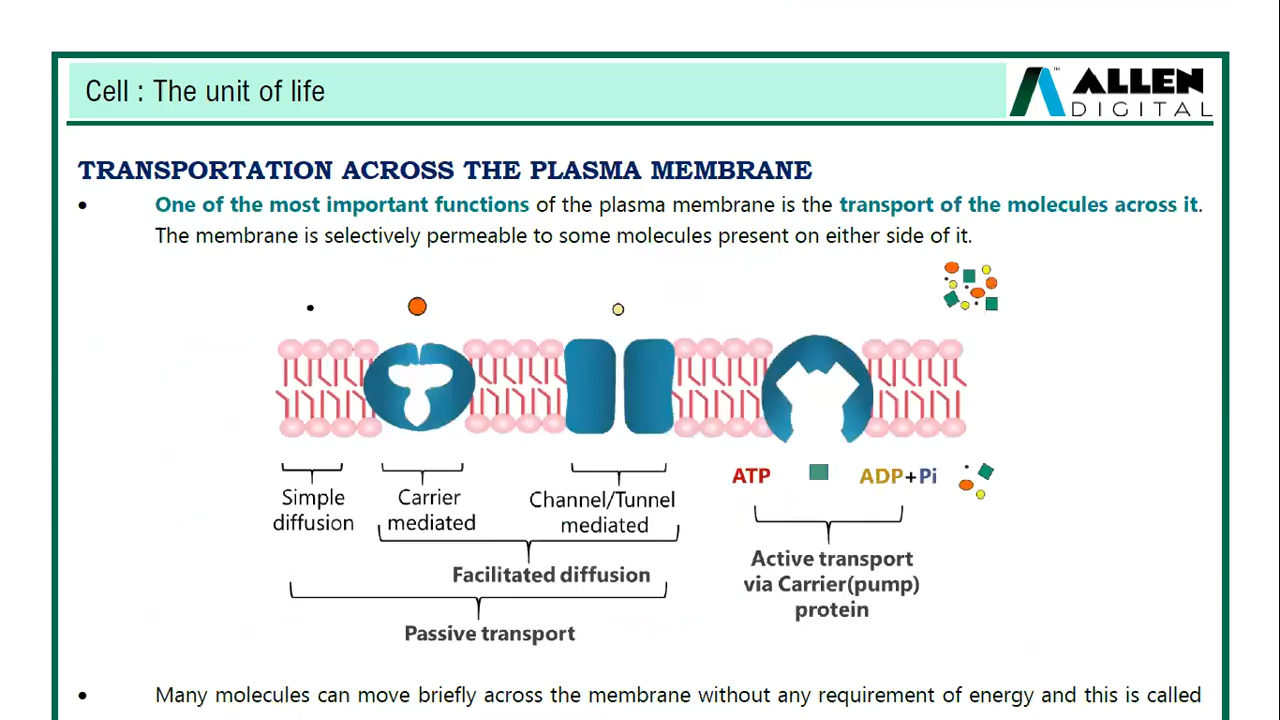 Cell : The unit of life
ALLEN
DIGITAL
TM
TRANSPORTATION ACROSS THE PLASMA MEMBRANE
• One of the most important functions of the plasma membrane is the transport of the molecules across it.
The membrane is selectively permeable to some molecules present on either side of it.
ATP
ADP+Pi
Simple
diffusion
Carrier
mediated
Channel/Tunnel
mediated
Facilitated diffusion
Passive transport
Active transport
via Carrier(pump)
protein
• Many molecules can move briefly across the membrane without any requirement of energy and this is called